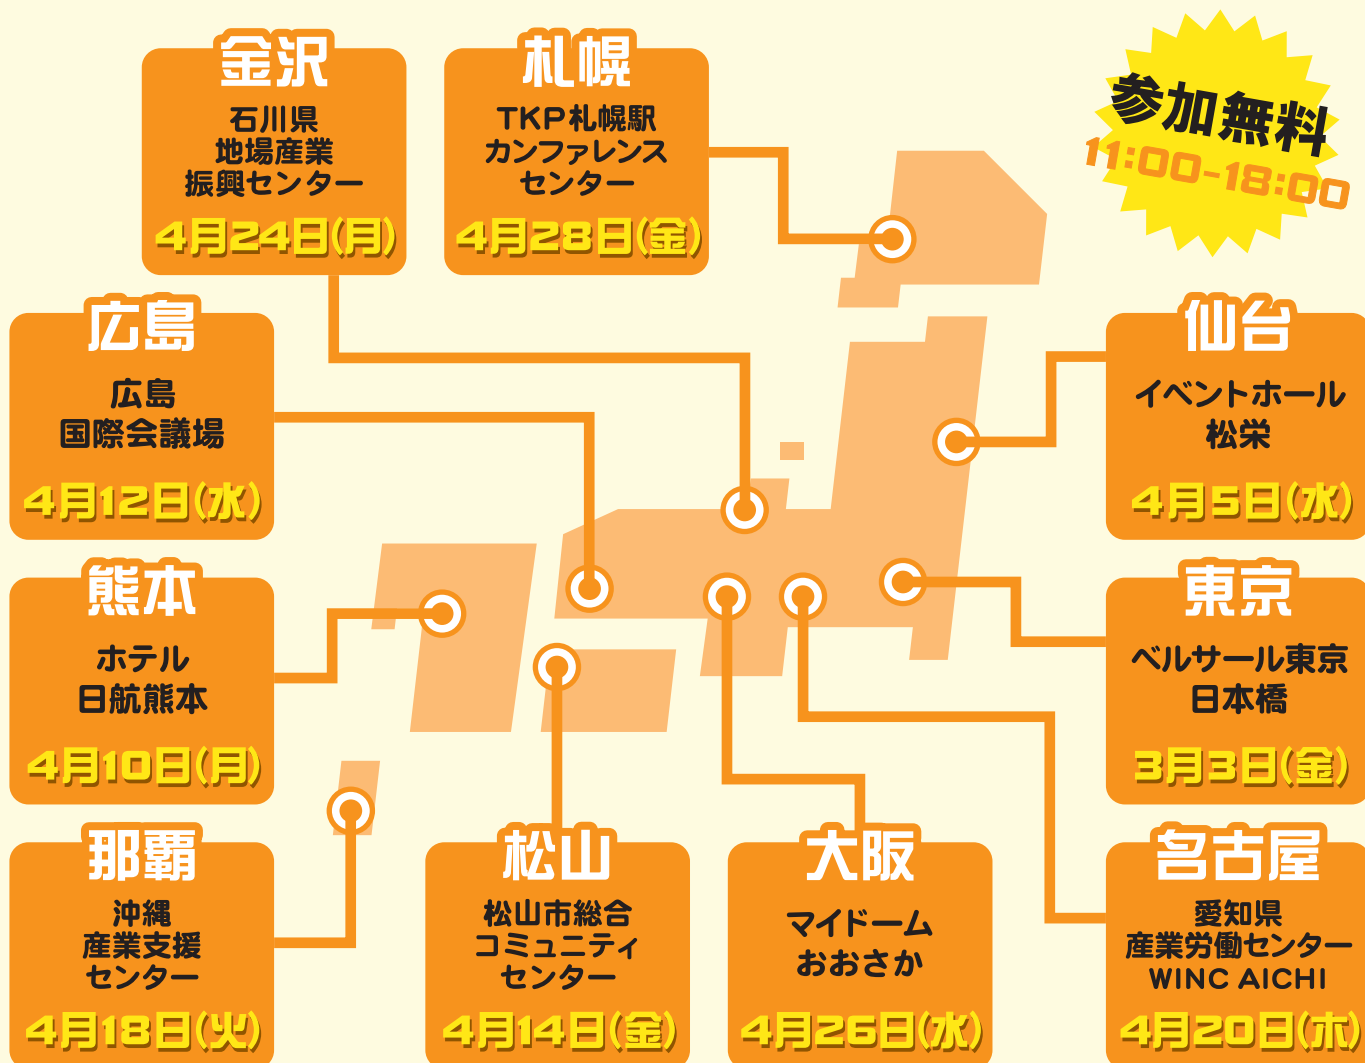 金沢
石川県
地場産業
振興センター
4月24日(月)
札幌
TKP札幌駅
カンファレンス
センター
4月28日(金)
参加無料
11:00-18:00
広島
広島
国際会議場
4月12日(水)
仙台
イベントホール
松栄
4月5日(水)
熊本
ホテル
日航熊本
4月10日(月)
東京
ベルサール東京
日本橋
3月3日(金)
那覇
沖縄
産業支援
センター
4月18日(火)
松山
松山市総合
コミュニティ
センター
4月14日(金)
大阪
マイドーム
おおさか
4月26日(水)
名古屋
愛知県
産業労働センター
WINC AICHI
4月20日(木)